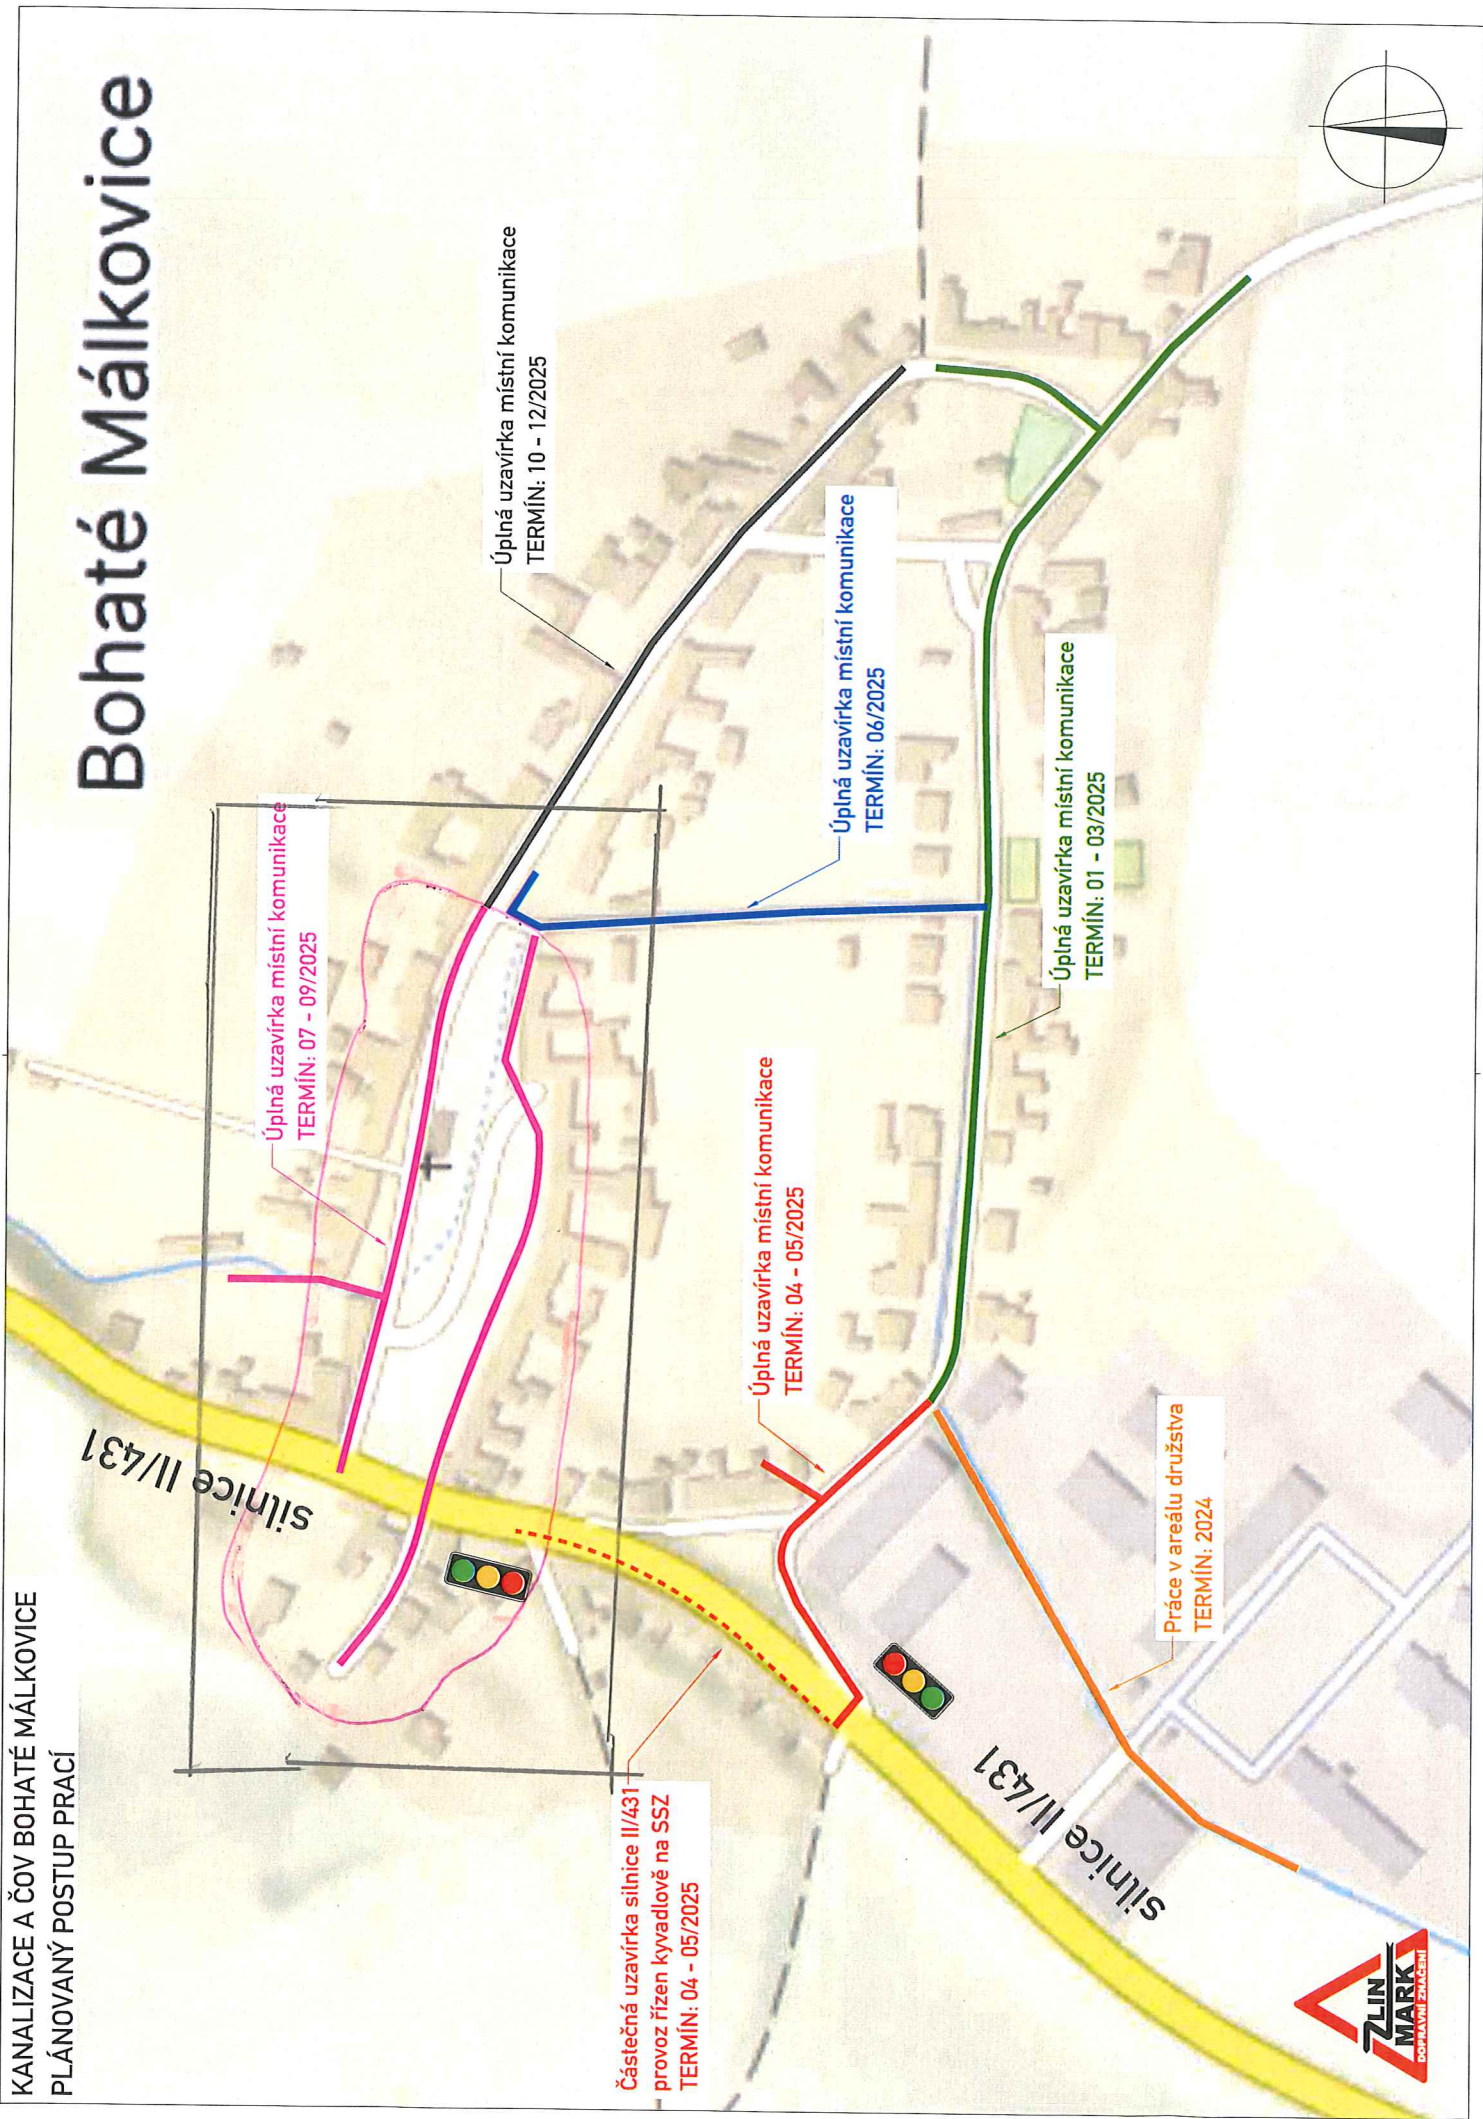 KANALIZACE A ČOV BOHATÉ MÁLKOVICE
PLÁNOVANÝ POSTUP PRACÍ
Bohaté Málkovice
silnice II/431
Úplná uzavírka místní komunikace
TERMÍN: 07 - 09/2025
Úplná uzavírka místní komunikace
TERMÍN: 10 - 12/2025
Částečná uzavírka silnice II/431
provoz řízen kyvadlově na SSZ
TERMÍN: 04 - 05/2025
Úplná uzavírka místní komunikace
TERMÍN: 04 - 05/2025
Úplná uzavírka místní komunikace
TERMÍN: 06/2025
silnice II/431
Práce v areálu družstva
TERMÍN: 2024
Úplná uzavírka místní komunikace
TERMÍN: 01 - 03/2025
ZLIN
MARK
DOPRAVNÍ ZNAČENÍ